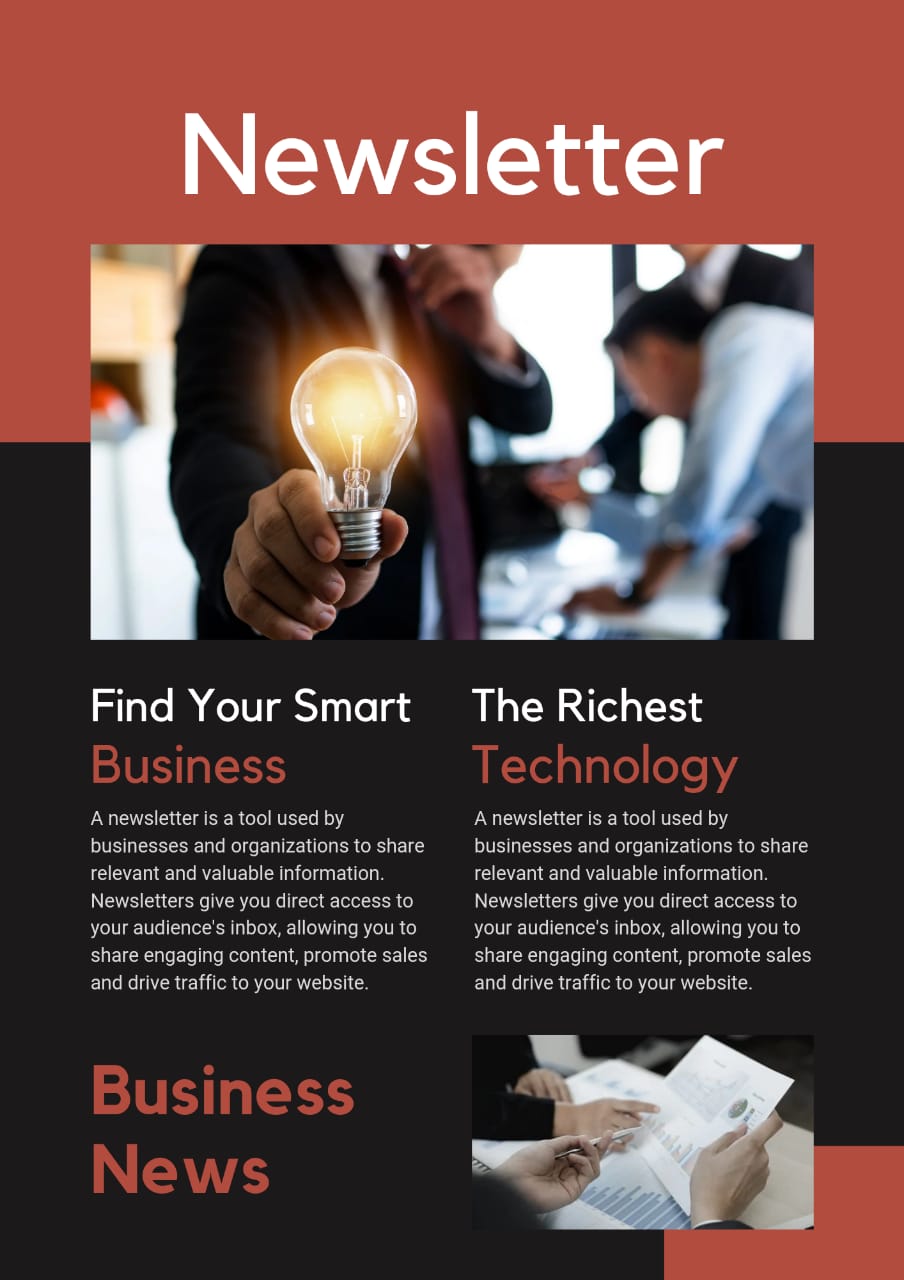 Newsletter
Find Your Smart
Business
A newsletter is a tool used by
businesses and organizations to share
relevant and valuable information.
Newsletters give you direct access to
your audience's inbox, allowing you to
share engaging content, promote sales
and drive traffic to your website.
The Richest
Technology
A newsletter is a tool used by
businesses and organizations to share
relevant and valuable information.
Newsletters give you direct access to
your audience's inbox, allowing you to
share engaging content, promote sales
and drive traffic to your website.
Business
News